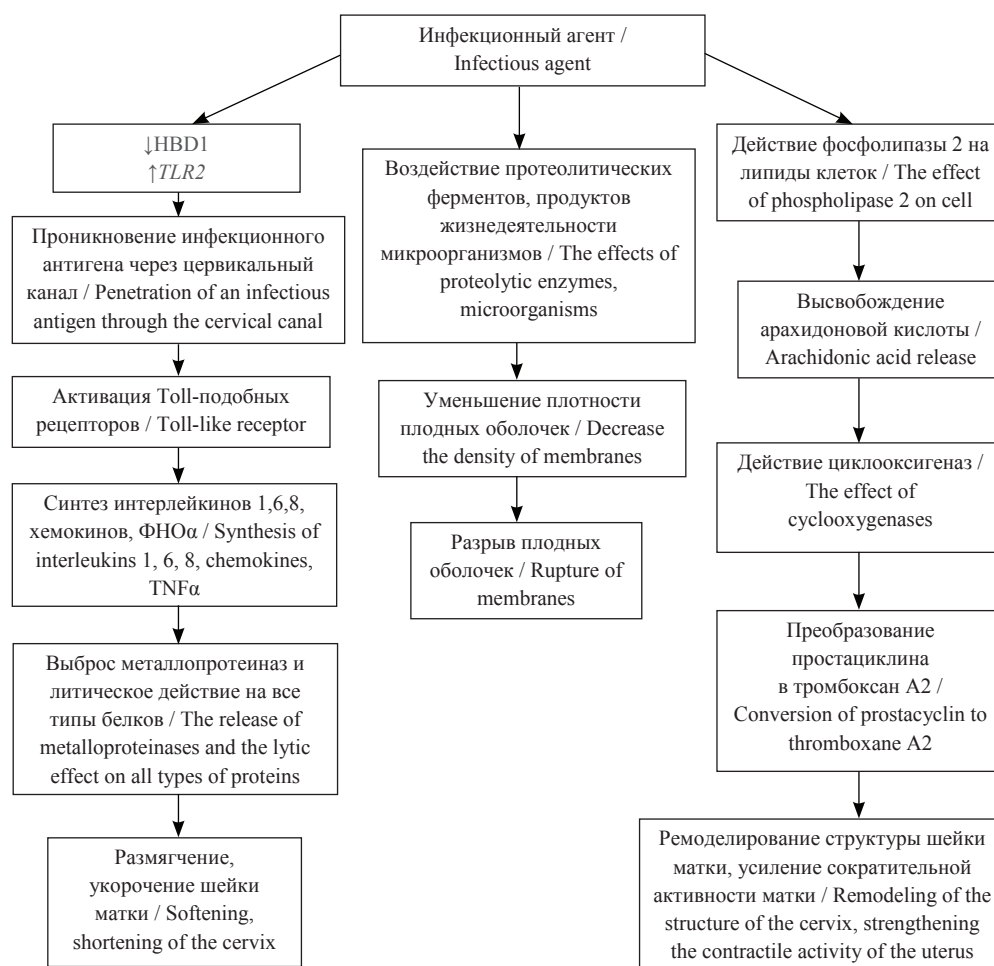 Инфекционный агент /
Infectious agent
↓HBD1
↑TLR2
Проникновение инфекционного
антигена через цервикальный
канал / Penetration of an infectious
antigen through the cervical canal
Активация Toll-подобных
рецепторов / Toll-like receptor
Синтез интерлейкинов 1,6,8,
хемокинов, ФНОα / Synthesis of
interleukins 1, 6, 8, chemokines,
TNFα
Выброс металлопротеиназ и
литическое действие на все
типы белков / The release of
metalloproteinases and the lytic
effect on all types of proteins
Размягчение,
укорочение шейки
матки / Softening,
shortening of the cervix
Воздействие протеолитических
ферментов, продуктов
жизнедеятельности
микроорганизмов / The effects of
proteolytic enzymes,
microorganisms
Уменьшение плотности
плодных оболочек / Decrease
the density of membranes
Разрыв плодных
оболочек / Rupture of
membranes
Действие фосфолипазы 2 на
липиды клеток / The effect
of phospholipase 2 on cell
Высвобождение
арахидоновой кислоты /
Arachidonic acid release
Действие циклооксигеназ /
The effect of
cyclooxygenases
Преобразование
простациклина
в тромбоксан А2 /
Conversion of prostacyclin to
thromboxane A2
Ремоделирование структуры шейки
матки, усиление сократительной
активности матки / Remodeling of the
structure of the cervix, strengthening
the contractile activity of the uterus